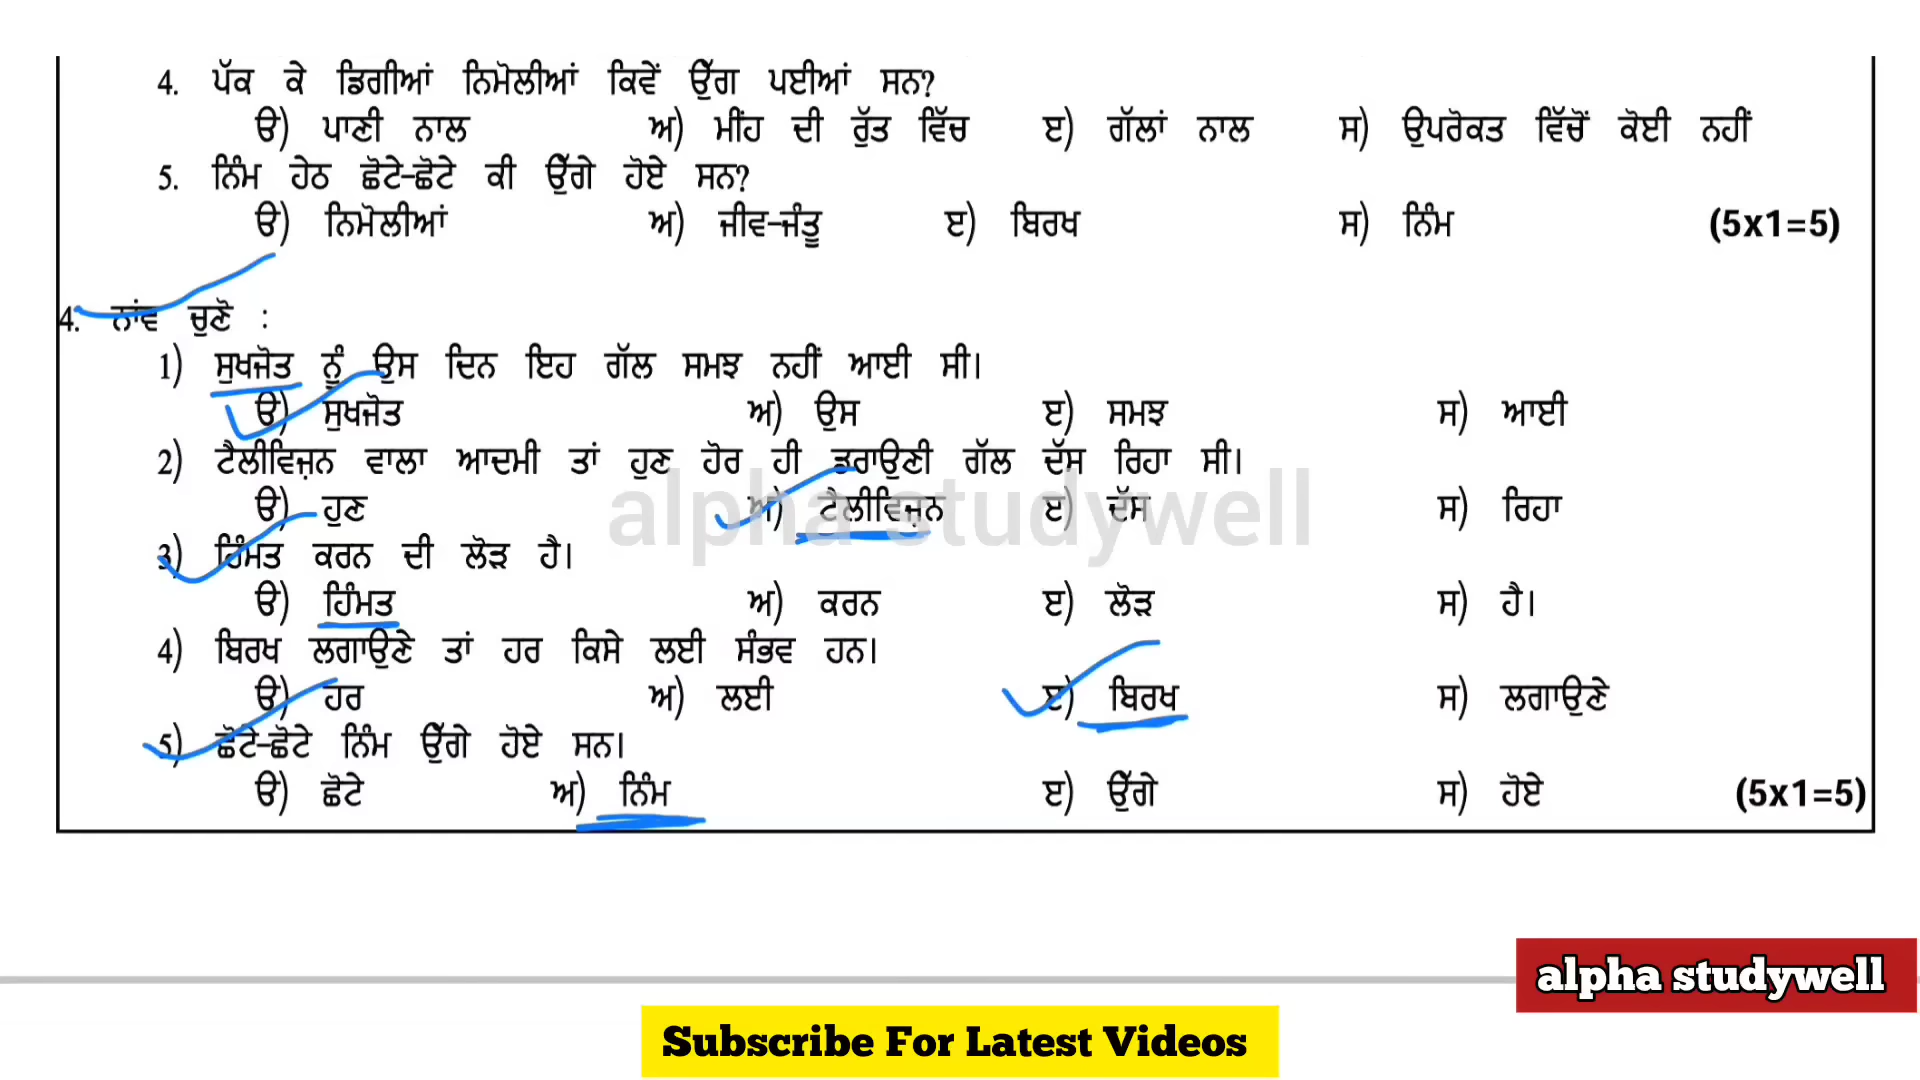 4. ਪੱਕ ਕੇ ਡਿਗੀਆਂ ਨਿਮੋਲੀਆਂ ਕਿਵੇਂ ਉੱਗ ਪਈਆਂ ਸਨ?
ੳ) ਪਾਣੀ ਨਾਲ ਅ) ਮੀਂਹ ਦੀ ਰੁੱਤ ਵਿੱਚ ੲ) ਗੱਲਾਂ ਨਾਲ ਸ) ਉਪਰੋਕਤ ਵਿੱਚੋਂ ਕੋਈ ਨਹੀਂ
5. ਨਿੰਮ ਹੇਠ ਛੋਟੇ-ਛੋਟੇ ਕੀ ਉੱਗੇ ਹੋਏ ਸਨ?
ੳ) ਨਿਮੋਲੀਆਂ ਅ) ਜੀਵ-ਜੰਤੂ ੲ) ਬਿਰਖ ਸ) ਨਿੰਮ (5x1=5)
4. ਨਾਂਵ ਚੁਣੋ :
1) ਸੁਖਜੋਤ ਨੂੰ ਉਸ ਦਿਨ ਇਹ ਗੱਲ ਸਮਝ ਨਹੀਂ ਆਈ ਸੀ।
ੳ) ਸੁਖਜੋਤ ਅ) ਉਸ ੲ) ਸਮਝ ਸ) ਆਈ
2) ਟੈਲੀਵਿਜ਼ਨ ਵਾਲਾ ਆਦਮੀ ਤਾਂ ਹੁਣ ਹੋਰ ਹੀ ਡਰਾਉਣੀ ਗੱਲ ਦੱਸ ਰਿਹਾ ਸੀ।
ੳ) ਹੁਣ ਅ) ਟੈਲੀਵਿਜ਼ਨ ੲ) ਦੱਸ ਸ) ਰਿਹਾ
alpha studywell
3) ਹਿੰਮਤ ਕਰਨ ਦੀ ਲੋੜ ਹੈ।
ੳ) ਹਿੰਮਤ ਅ) ਕਰਨ ੲ) ਲੋੜ ਸ) ਹੈ।
4) ਬਿਰਖ ਲਗਾਉਣੇ ਤਾਂ ਹਰ ਕਿਸੇ ਲਈ ਸੰਭਵ ਹਨ।
ੳ) ਹਰ ਅ) ਲਈ ੲ) ਬਿਰਖ ਸ) ਲਗਾਉਣੇ
5) ਛੋਟੇ-ਛੋਟੇ ਨਿੰਮ ਉੱਗੇ ਹੋਏ ਸਨ।
ੳ) ਛੋਟੇ ਅ) ਨਿੰਮ ੲ) ਉੱਗੇ ਸ) ਹੋਏ (5x1=5)
alpha studywell
Subscribe For Latest Videos